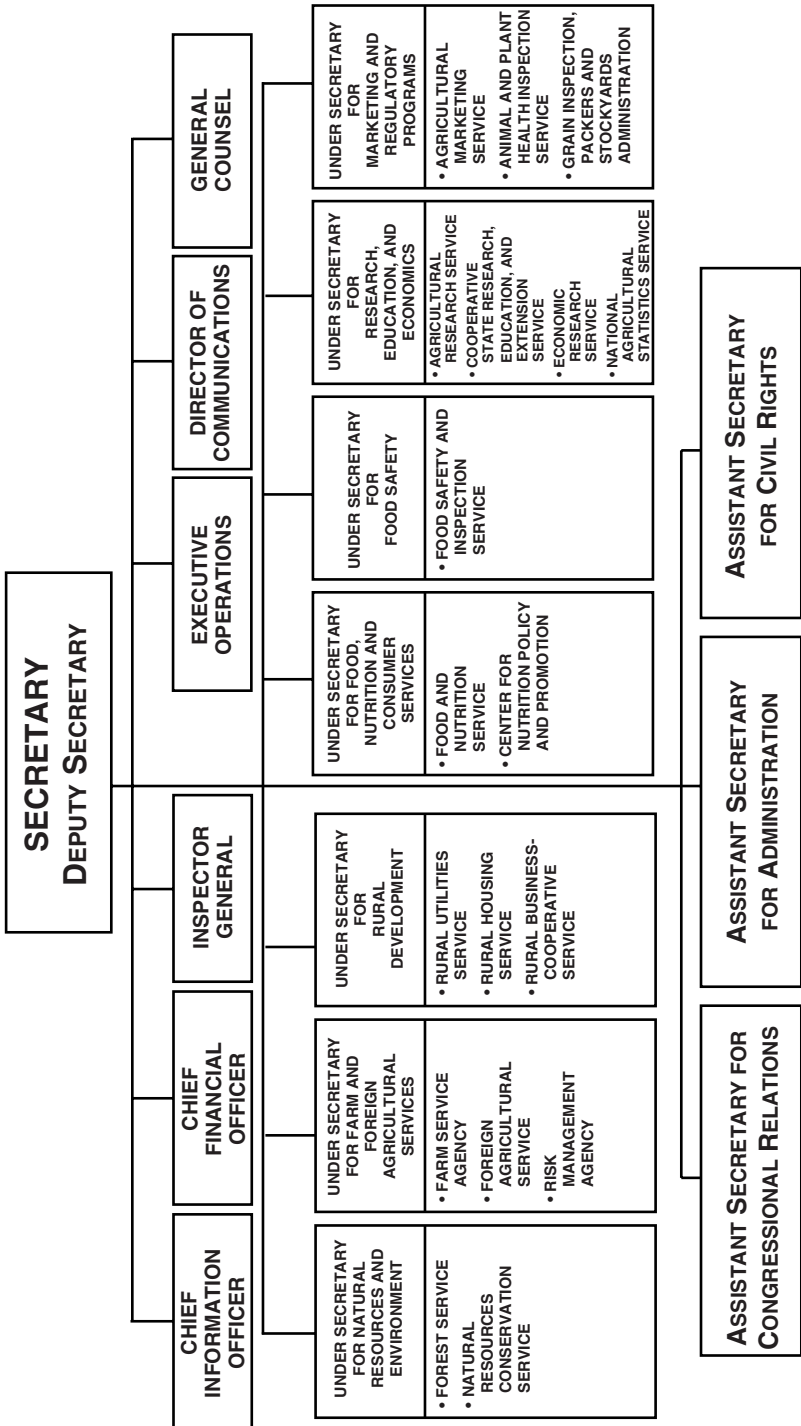 SECRETARY
DEPUTY SECRETARY
CHIEF
INFORMATION
OFFICER
CHIEF
FINANCIAL
OFFICER
INSPECTOR
GENERAL
EXECUTIVE
OPERATIONS
DIRECTOR OF
COMMUNICATIONS
GENERAL
COUNSEL
UNDER SECRETARY
FOR NATURAL
RESOURCES AND
ENVIRONMENT
• FOREST SERVICE
• NATURAL
RESOURCES
CONSERVATION
SERVICE
UNDER SECRETARY
FOR FARM AND
FOREIGN
AGRICULTURAL
SERVICES
• FARM SERVICE
AGENCY
• FOREIGN
AGRICULTURAL
SERVICE
• RISK
MANAGEMENT
AGENCY
UNDER SECRETARY
FOR
RURAL
DEVELOPMENT
• RURAL UTILITIES
SERVICE
• RURAL HOUSING
SERVICE
• RURAL BUSINESS-
COOPERATIVE
SERVICE
UNDER SECRETARY
FOR FOOD,
NUTRITION AND
CONSUMER
SERVICES
• FOOD AND
NUTRITION
SERVICE
• CENTER FOR
NUTRITION POLICY
AND PROMOTION
UNDER SECRETARY
FOR
FOOD SAFETY
• FOOD SAFETY AND
INSPECTION
SERVICE
UNDER SECRETARY
FOR
RESEARCH,
EDUCATION, AND
ECONOMICS
• AGRICULTURAL
RESEARCH SERVICE
• COOPERATIVE
STATE RESEARCH,
EDUCATION, AND
EXTENSION
SERVICE
• ECONOMIC
RESEARCH
SERVICE
• NATIONAL
AGRICULTURAL
STATISTICS SERVICE
UNDER SECRETARY
FOR
MARKETING AND
REGULATORY
PROGRAMS
• AGRICULTURAL
MARKETING
SERVICE
• ANIMAL AND PLANT
HEALTH INSPECTION
SERVICE
• GRAIN INSPECTION,
PACKERS AND
STOCKYARDS
ADMINISTRATION
ASSISTANT SECRETARY FOR
CONGRESSIONAL RELATIONS
ASSISTANT SECRETARY
FOR ADMINISTRATION
ASSISTANT SECRETARY
FOR CIVIL RIGHTS